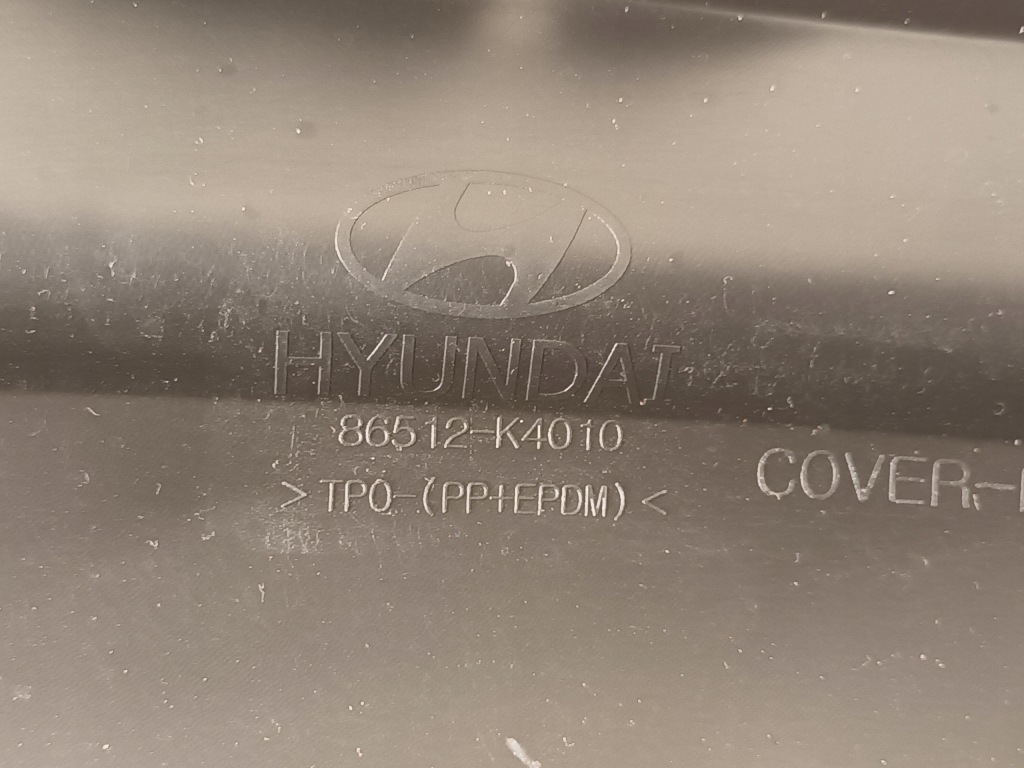 HYUNDAI
86512-K4010
>TPO-(PP+EPDM)<
COVER-